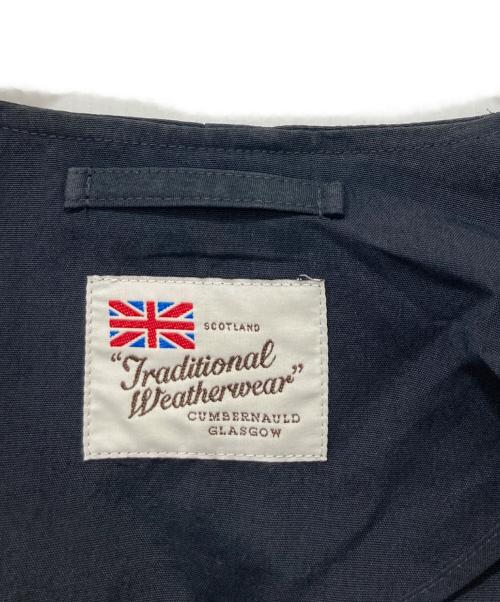 SCOTLAND
"Traditional
Weatherwear"
CUMBERNAULD
GLASGOW